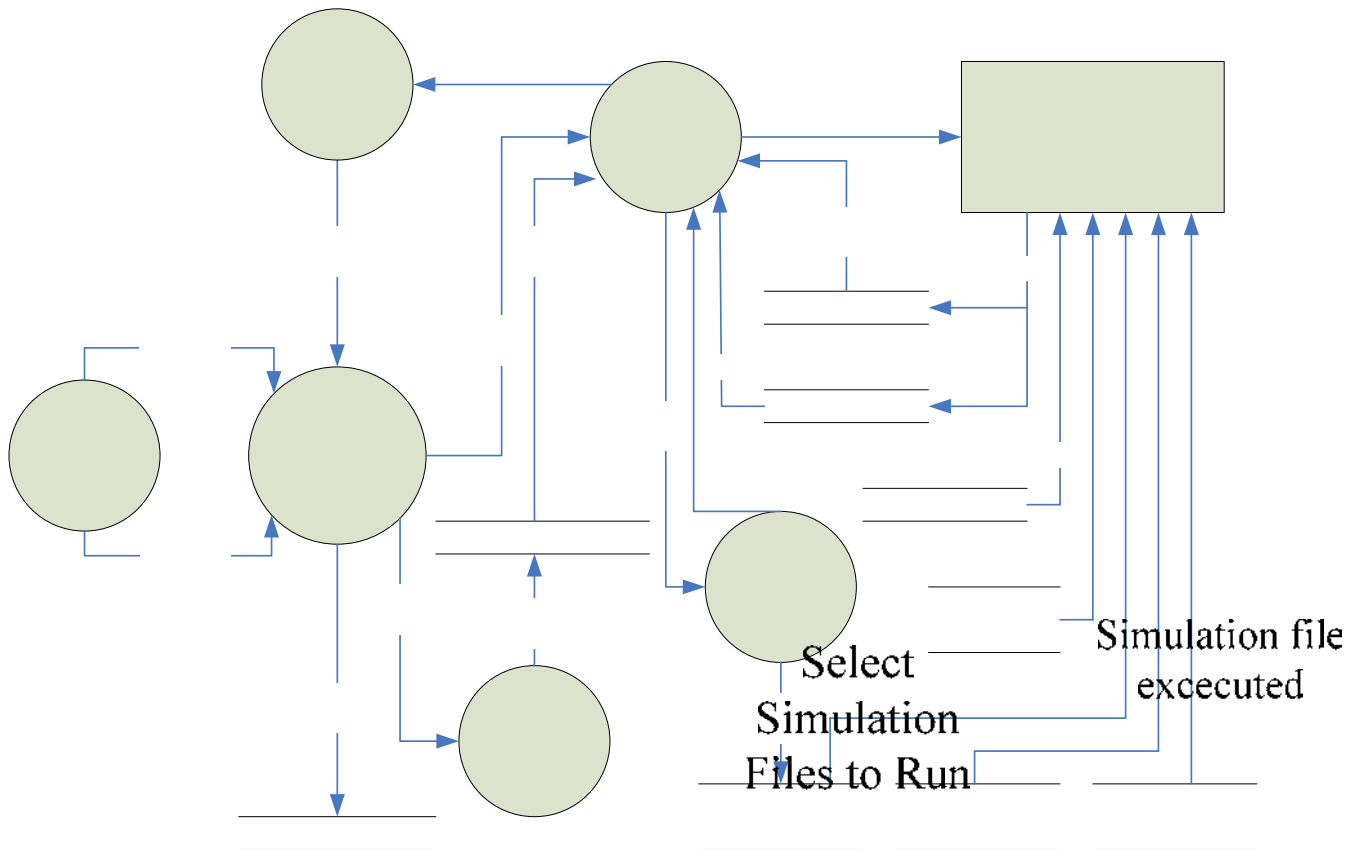 Select
Simulation
Files to Run
Simulation file
excecuted